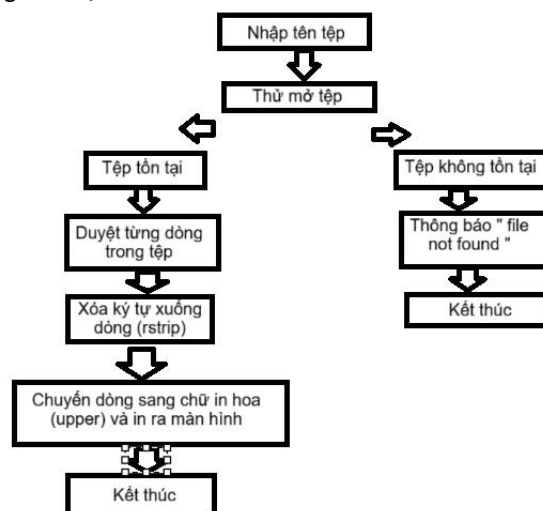 Nhập tên tệp
Thử mở tệp
Tệp tồn tại
Duyệt từng dòng
trong tệp
Xóa ký tự xuống
dòng (rstrip)
Chuyển dòng sang chữ in hoa
(upper) và in ra màn hình
Kết thúc
Tệp không tồn tại
Thông báo " file
not found "
Kết thúc